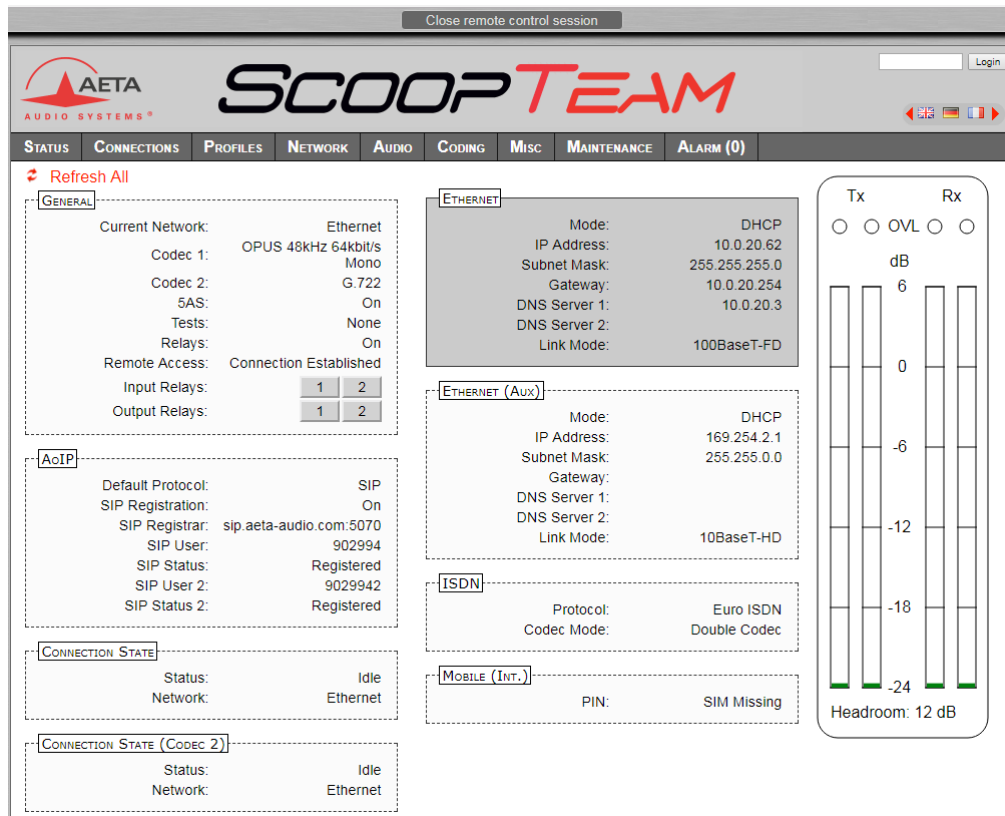 Close remote control session
AETA
AUDIO SYSTEMS ®
SCOOPTEAM
Login
STATUS CONNECTIONS PROFILES NETWORK AUDIO CODING MISC MAINTENANCE ALARM (0)
Refresh All
GENERAL
Current Network: Ethernet
Codec 1: OPUS 48kHz 64kbit/s
Mono
Codec 2: G.722
5AS: On
Tests: None
Relays: On
Remote Access: Connection Established
Input Relays: 1 2
Output Relays: 1 2
AOIP
Default Protocol: SIP
SIP Registration: On
SIP Registrar: sip.aeta-audio.com:5070
SIP User: 902994
SIP Status: Registered
SIP User 2: 9029942
SIP Status 2: Registered
CONNECTION STATE
Status: Idle
Network: Ethernet
CONNECTION STATE (CODEC 2)
Status: Idle
Network: Ethernet
ETHERNET
Mode: DHCP
IP Address: 10.0.20.62
Subnet Mask: 255.255.255.0
Gateway: 10.0.20.254
DNS Server 1: 10.0.20.3
DNS Server 2:
Link Mode: 100BaseT-FD
ETHERNET (AUX)
Mode: DHCP
IP Address: 169.254.2.1
Subnet Mask: 255.255.0.0
Gateway:
DNS Server 1:
DNS Server 2:
Link Mode: 10BaseT-HD
ISDN
Protocol: Euro ISDN
Codec Mode: Double Codec
MOBILE (INT.)
PIN: SIM Missing
Tx Rx
OVL
dB
6
0
-6
-12
-18
-24
Headroom: 12 dB